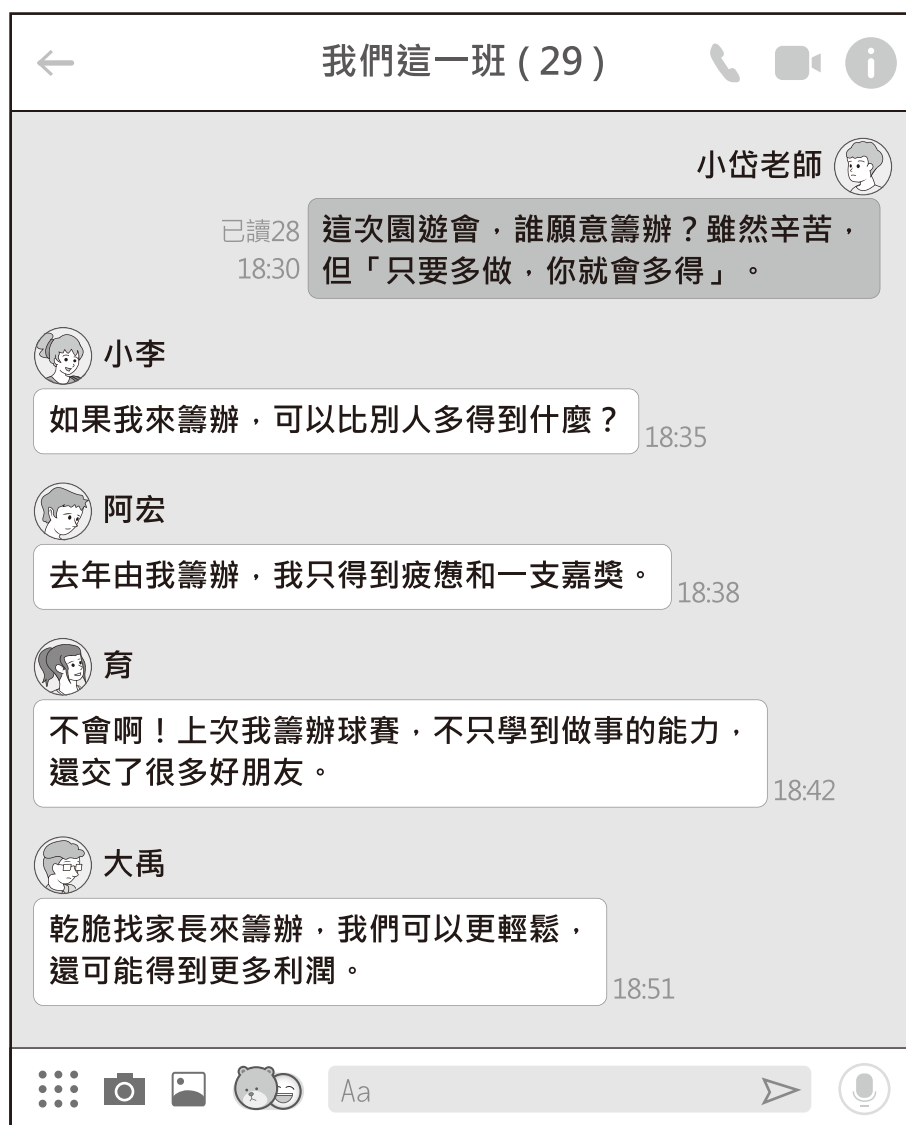 我們這一班（29）
小岱老師
已讀28
18:30
這次園遊會，誰願意籌辦？雖然辛苦，
但「只要多做，你就會多得」。
小李
如果我來籌辦，可以比別人多得到什麼？
18:35
阿宏
去年由我籌辦，我只得到疲憊和一支嘉獎。
18:38
育
不會啊！上次我籌辦球賽，不只學到做事的能力，
還交了很多好朋友。
18:42
大禹
乾脆找家長來籌辦，我們可以更輕鬆，
還可能得到更多利潤。
18:51
Aa